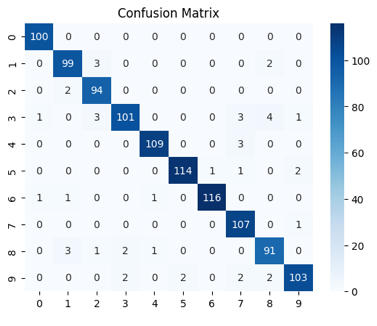 Confusion Matrix
0 100 0 0 0 0 0 0 0 0 0
1 0 99 3 0 0 0 0 0 2 0
2 0 2 94 0 0 0 0 0 0 0
3 1 0 3 101 0 0 0 3 4 1
4 0 0 0 0 109 0 0 3 0 0
5 0 0 0 0 0 114 1 1 0 2
6 1 1 0 0 1 0 116 0 0 0
7 0 0 0 0 0 0 0 107 0 1
8 0 3 1 2 1 0 0 0 91 0
9 0 0 0 2 0 2 0 2 2 103
0 1 2 3 4 5 6 7 8 9
100
80
60
40
20
0